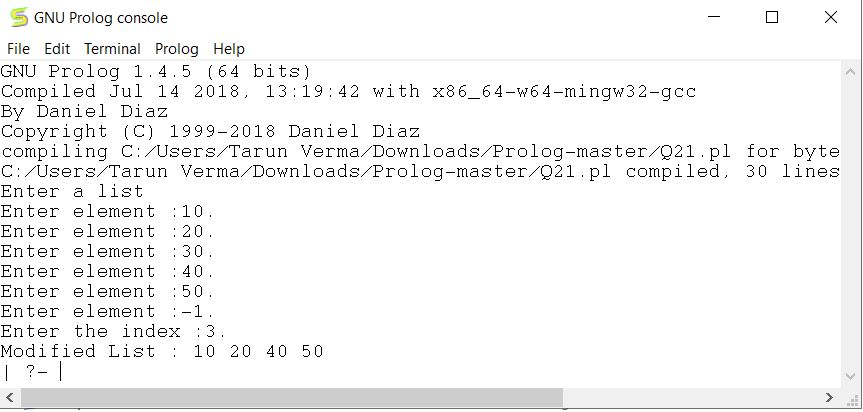 GNU Prolog console
File Edit Terminal Prolog Help
GNU Prolog 1.4.5 (64 bits)
Compiled Jul 14 2018, 13:19:42 with x86_64-w64-mingw32-gcc
By Daniel Diaz
Copyright (C) 1999-2018 Daniel Diaz
compiling C:/Users/Tarun Verma/Downloads/Prolog-master/Q21.pl for byte
C:/Users/Tarun Verma/Downloads/Prolog-master/Q21.pl compiled, 30 lines
Enter a list
Enter element :10.
Enter element :20.
Enter element :30.
Enter element :40.
Enter element :50.
Enter element :-1.
Enter the index :3.
Modified List : 10 20 40 50
| ?-